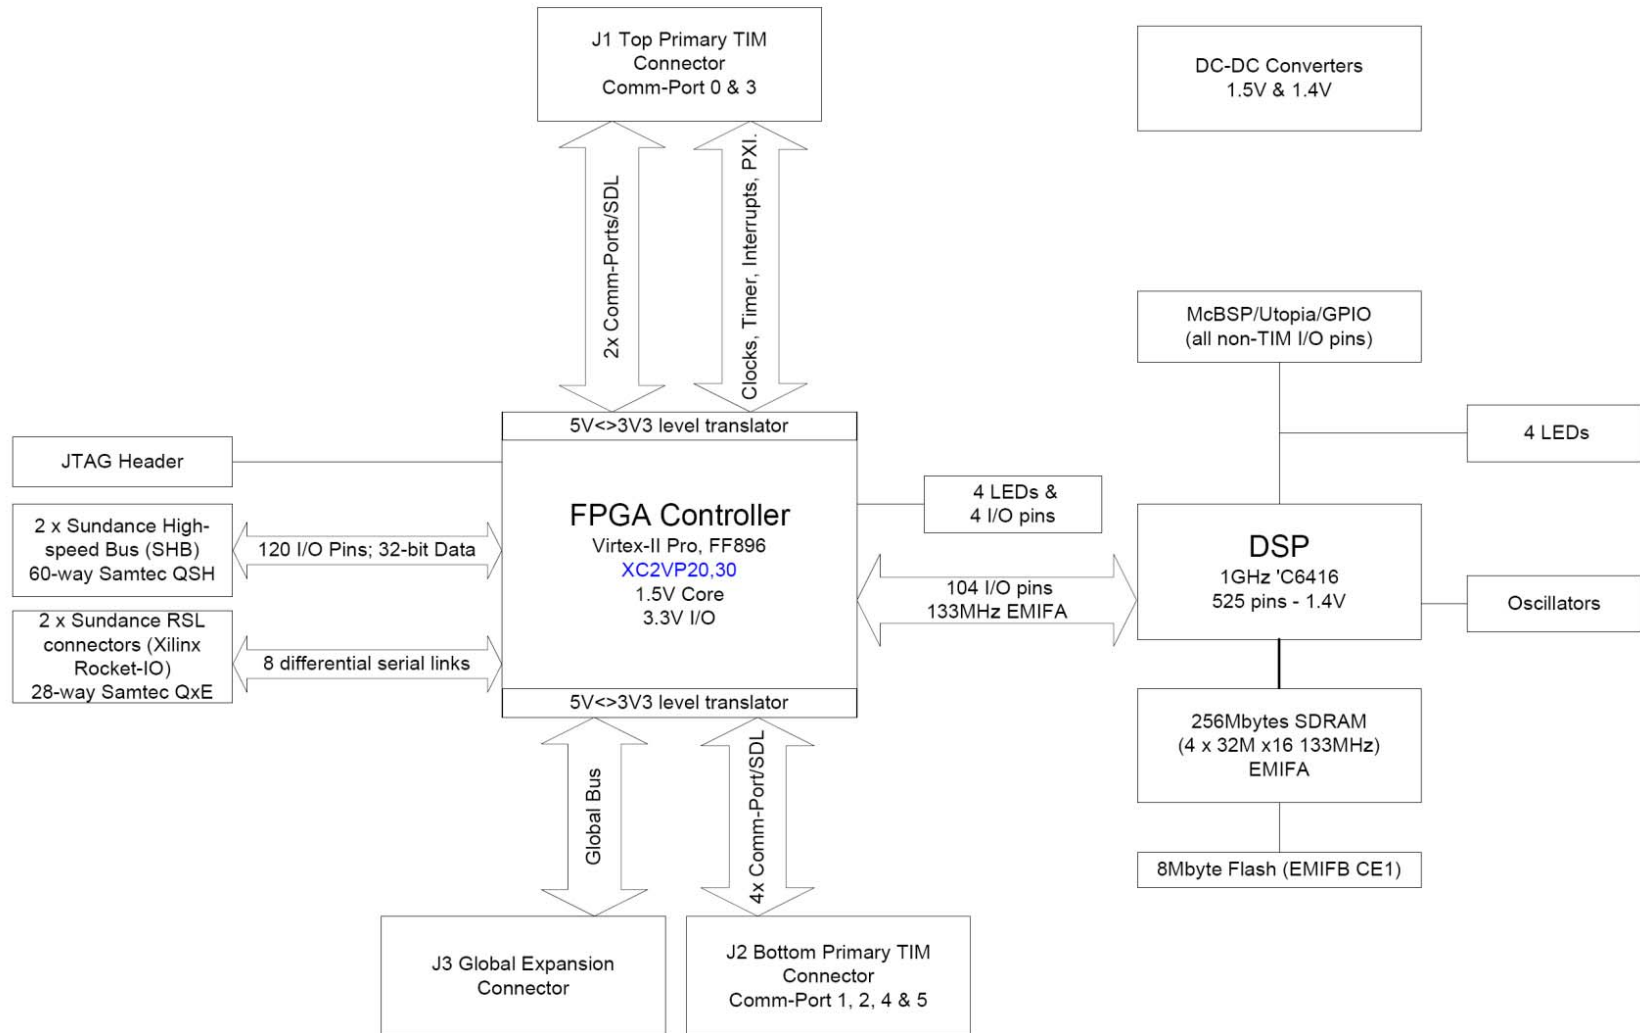 J1 Top Primary TIM
Connector
Comm-Port 0 & 3
DC-DC Converters
1.5V & 1.4V
2x Comm-Ports/SDL
Clocks, Timer, Interrupts, PXI.
McBSP/Utopia/GPIO
(all non-TIM I/O pins)
4 LEDs
5V<>3V3 level translator
JTAG Header
FPGA Controller
Virtex-II Pro, FF896
XC2VP20,30
1.5V Core
3.3V I/O
4 LEDs &
4 I/O pins
2 x Sundance High-
speed Bus (SHB)
60-way Samtec QSH
120 I/O Pins; 32-bit Data
104 I/O pins
133MHz EMIFA
DSP
1GHz 'C6416
525 pins - 1.4V
Oscillators
2 x Sundance RSL
connectors (Xilinx
Rocket-IO)
28-way Samtec QxE
8 differential serial links
5V<>3V3 level translator
256Mbytes SDRAM
(4 x 32M x16 133MHz)
EMIFA
8Mbyte Flash (EMIFB CE1)
Global Bus
4x Comm-Port/SDL
J3 Global Expansion
Connector
J2 Bottom Primary TIM
Connector
Comm-Port 1, 2, 4 & 5